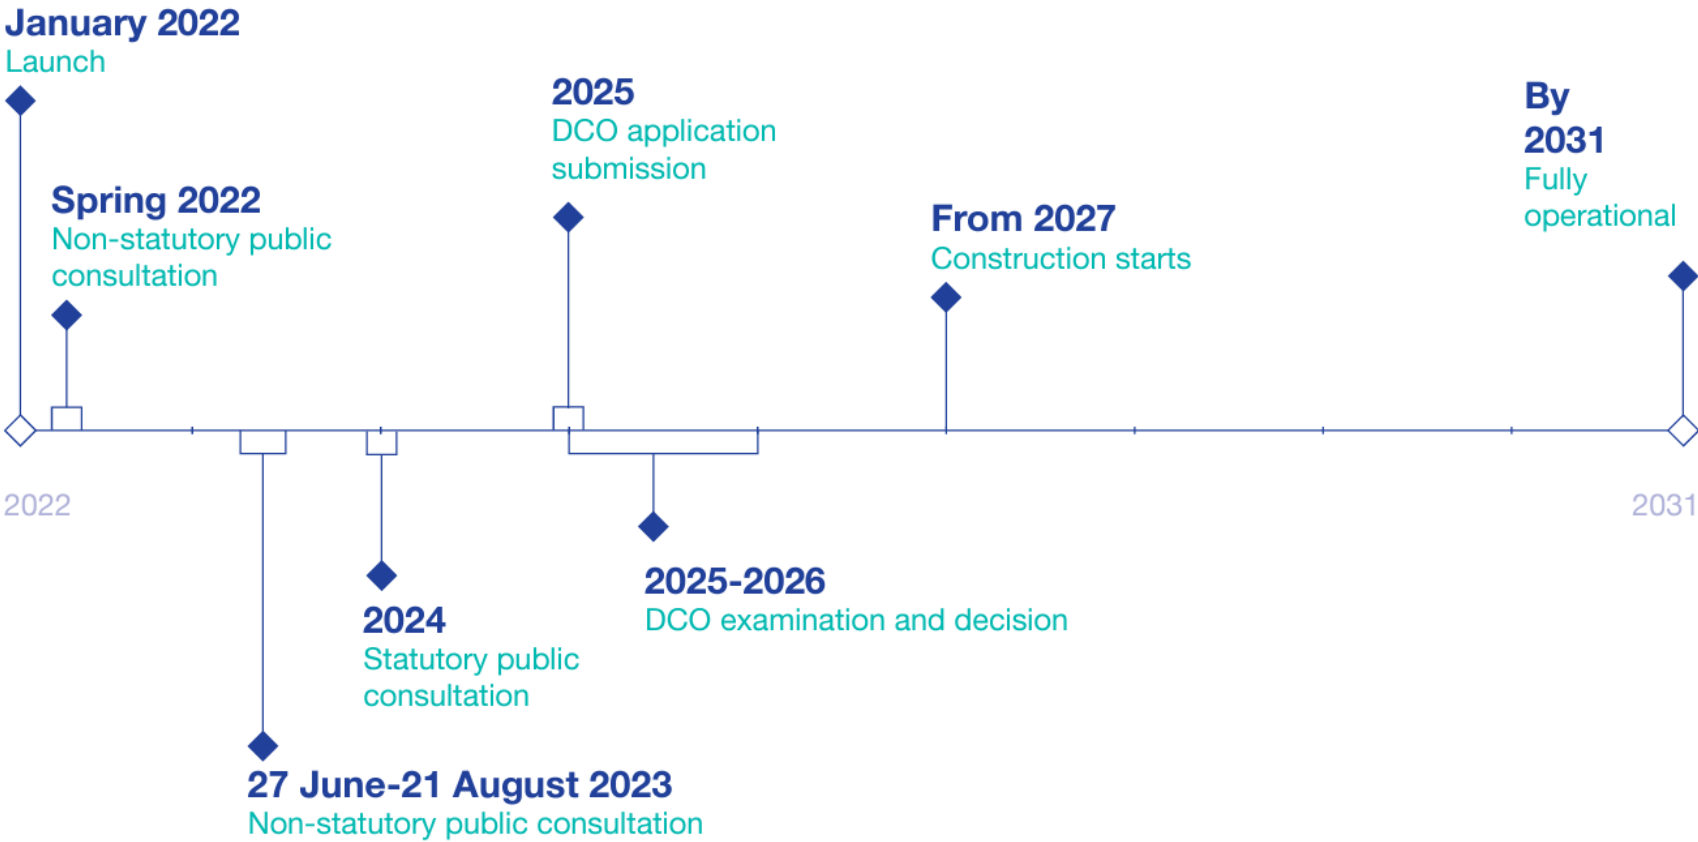 January 2022
Launch
Spring 2022
Non-statutory public
consultation
2025
DCO application
submission
From 2027
Construction starts
By
2031
Fully
operational
2022
2031
27 June-21 August 2023
Non-statutory public consultation
2024
Statutory public
consultation
2025-2026
DCO examination and decision